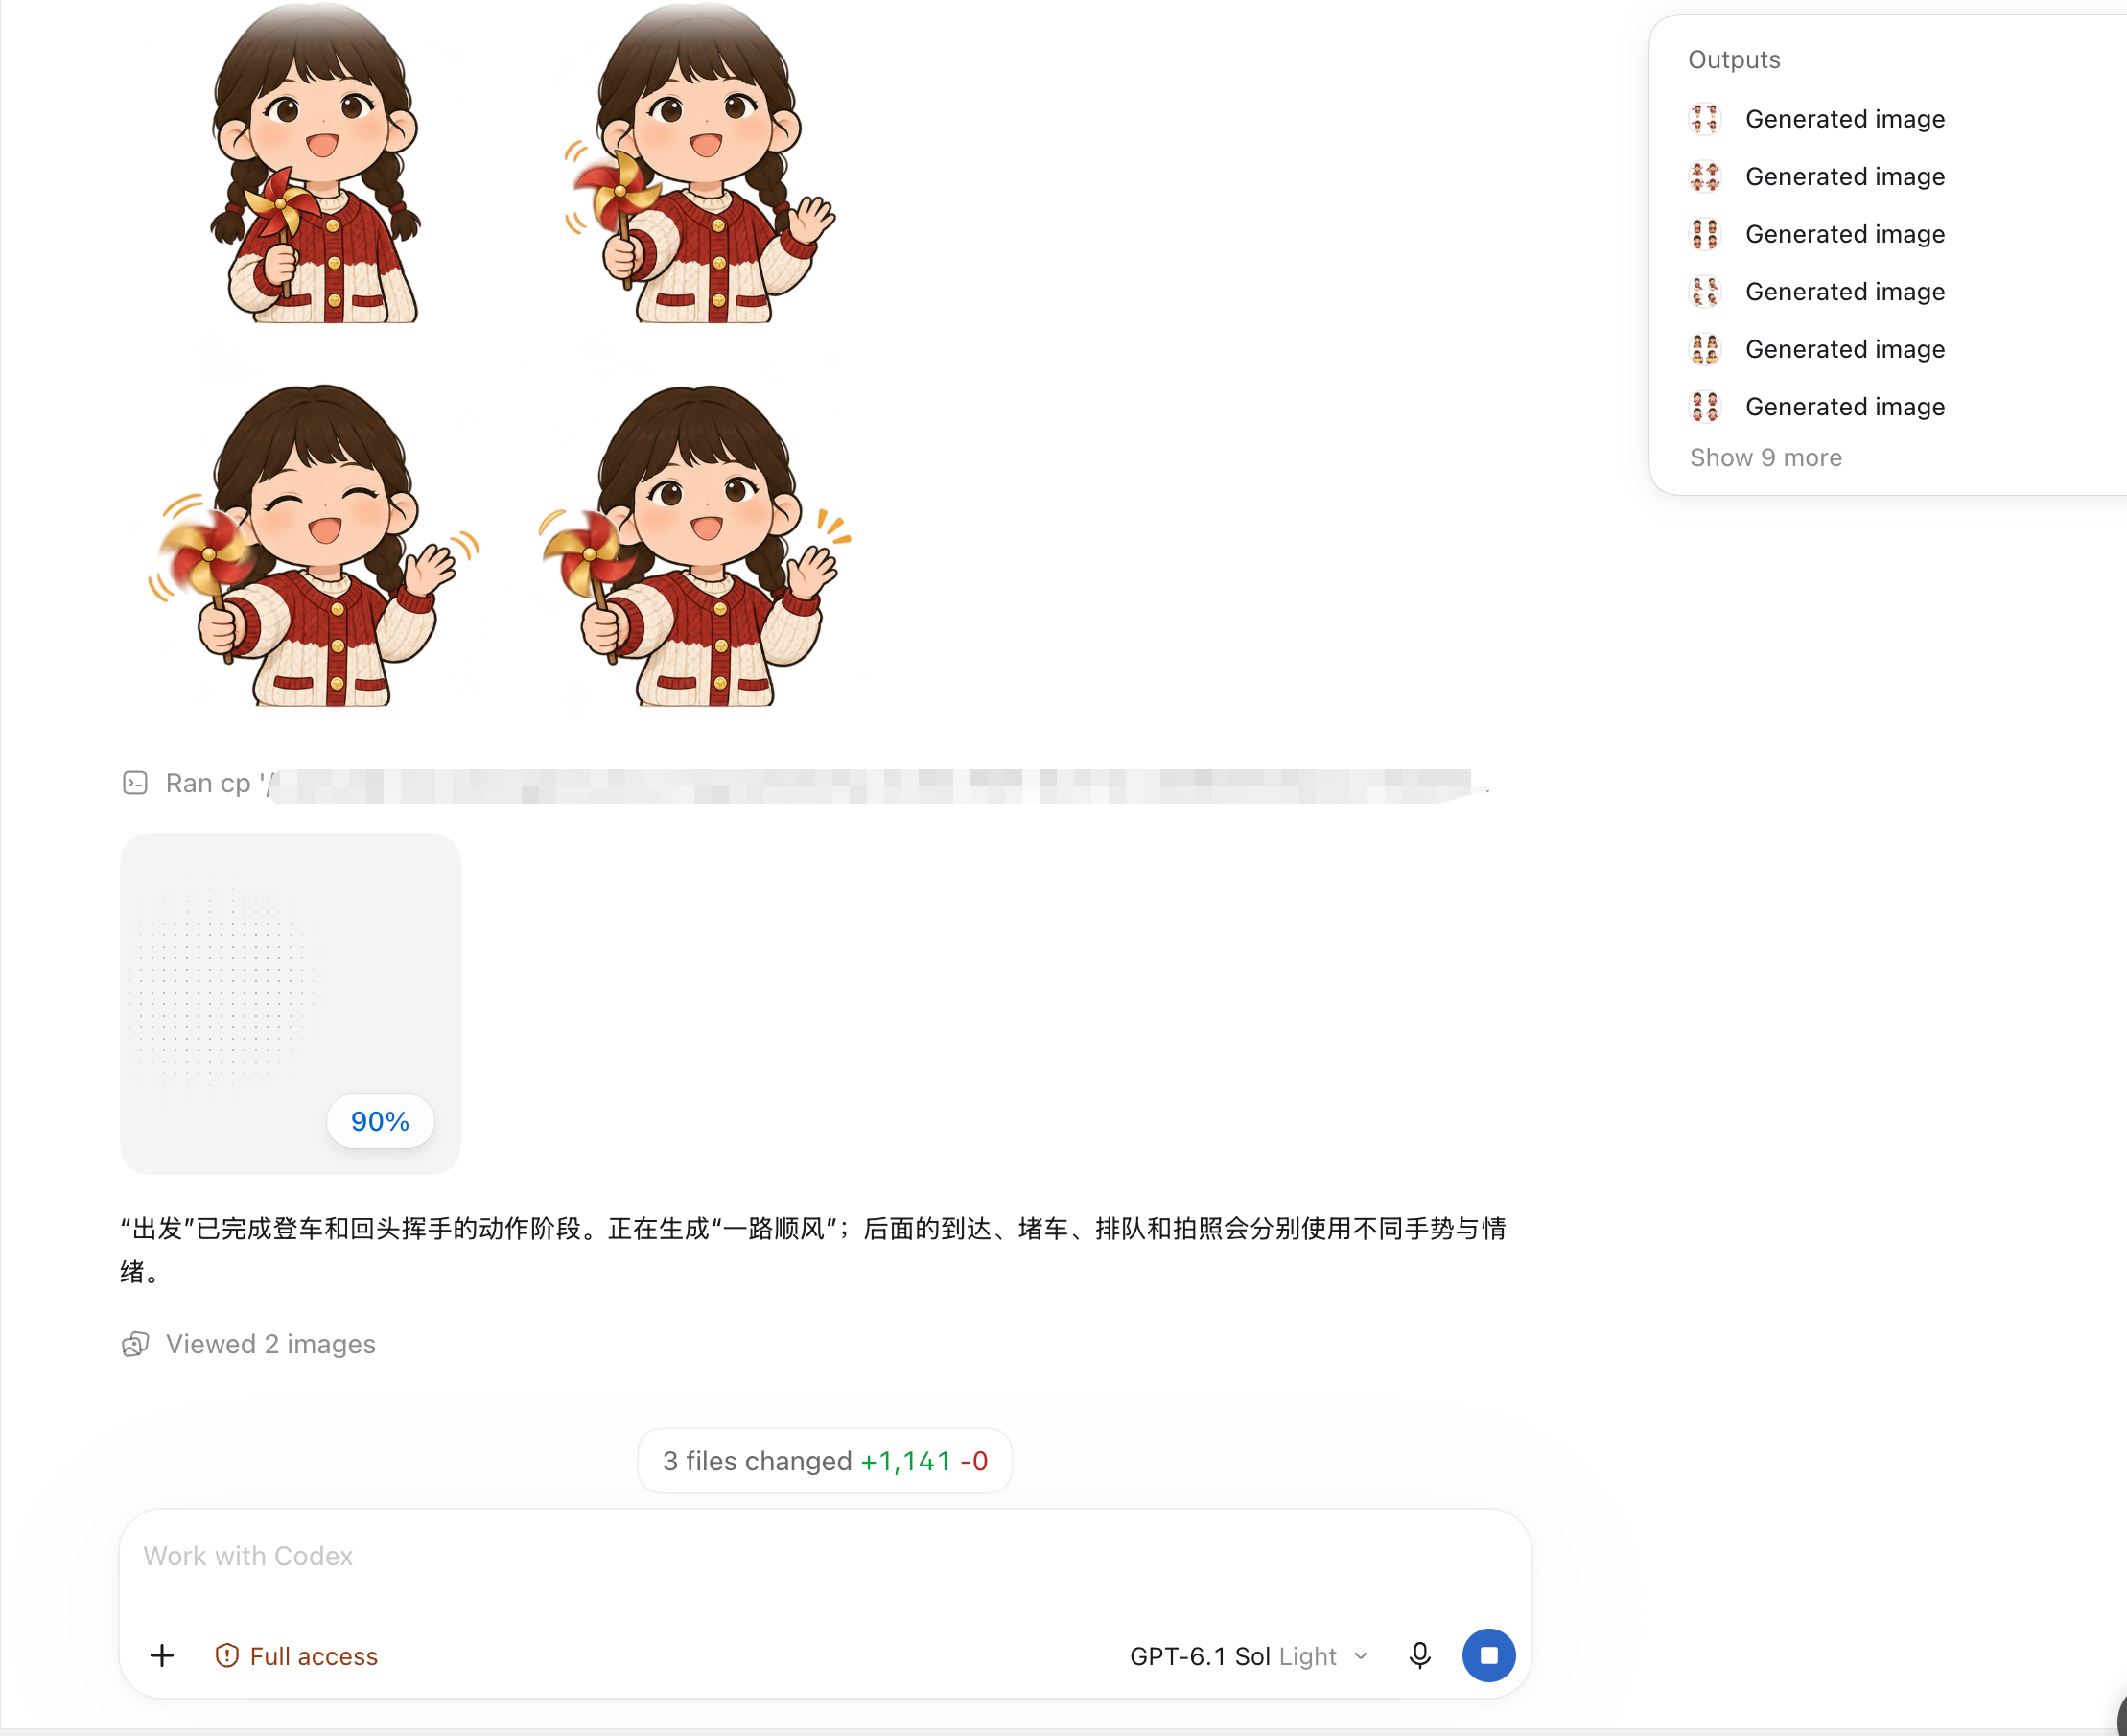 Outputs
Generated image
Generated image
Generated image
Generated image
Generated image
Generated image
Show 9 more
Ran cp '/
90%
“出发”已完成登车和回头挥手的动作阶段。正在生成“一路顺风”；后面的到达、堵车、排队和拍照会分别使用不同手势与情
绪。
Viewed 2 images
3 files changed +1,141 -0
Work with Codex
Full access
GPT-6.1 Sol Light